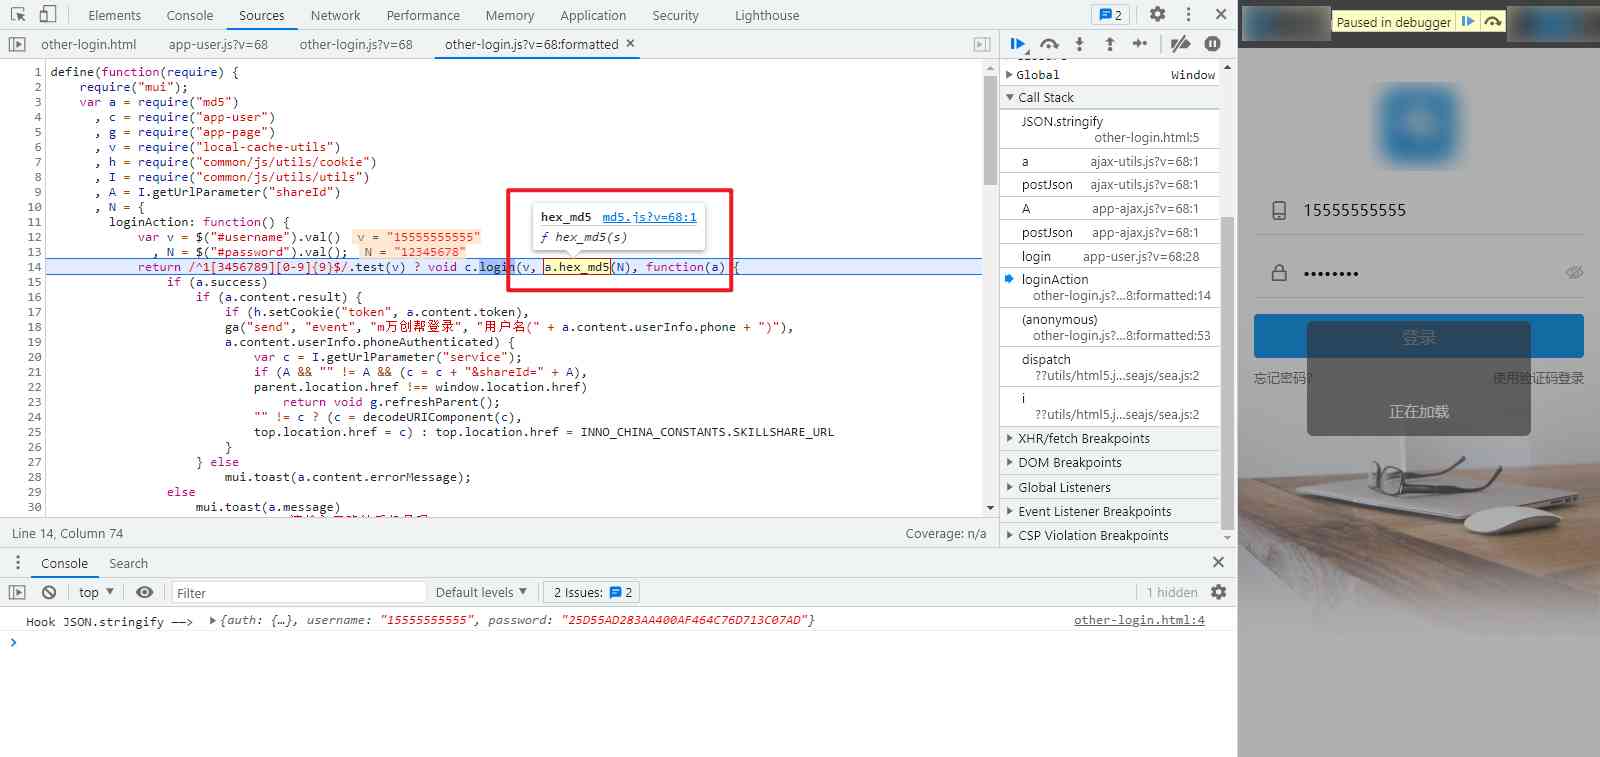 Elements Console Sources Network Performance Memory Application Security Lighthouse 2
other-login.html app-user.js?v=68 other-login.js?v=68 other-login.js?v=68:formatted ×
1 define(function(require) {
2 require("mui");
3 var a = require("md5")
4 , c = require("app-user")
5 , g = require("app-page")
6 , v = require("local-cache-utils")
7 , h = require("common/js/utils/cookie")
8 , I = require("common/js/utils/utils")
9 , A = I.getUrlParameter("shareId")
10 , N = {
11 loginAction: function() {
12 var v = $("#username").val() v = "15555555555"
13 , N = $("#password").val(); N = "12345678"
14 return /^1[3456789][0-9]{9}$/.test(v) ? void c.login(v, a.hex_md5(N), function(a) {
15 if (a.success)
16 if (a.content.result) {
17 if (h.setCookie("token", a.content.token),
18 ga("send", "event", "m万创帮登录", "用户名(" + a.content.userInfo.phone + ")"),
19 a.content.userInfo.phoneAuthenticated) {
20 var c = I.getUrlParameter("service");
21 if (A && "" != A && (c = c + "&shareId=" + A),
22 parent.location.href !== window.location.href)
23 return void g.refreshParent();
24 "" != c ? (c = decodeURIComponent(c),
25 top.location.href = c) : top.location.href = INNO_CHINA_CONSTANTS.SKILLSHARE_URL
26 }
27 } else
28 mui.toast(a.content.errorMessage);
29 else
30 mui.toast(a.message)
hex_md5 md5.js?v=68:1
ƒ hex_md5(s)
Line 14, Column 74 Coverage: n/a
Global Window
Call Stack
JSON.stringify
other-login.html:5
a ajax-utils.js?v=68:1
postJson ajax-utils.js?v=68:1
A app-ajax.js?v=68:1
postJson app-ajax.js?v=68:1
login app-user.js?v=68:28
loginAction
other-login.js?v…8:formatted:14
(anonymous)
other-login.js?v…8:formatted:53
dispatch
??utils/html5.j…seajs/sea.js:2
i
??utils/html5.j…seajs/sea.js:2
XHR/fetch Breakpoints
DOM Breakpoints
Global Listeners
Event Listener Breakpoints
CSP Violation Breakpoints
Console Search
top Filter Default levels 2 Issues: 2 1 hidden
Hook JSON.stringify ——> {auth: {…}, username: "15555555555", password: "25D55AD283AA400AF464C76D713C07AD"} other-login.html:4
Paused in debugger
15555555555
••••••••
登录
忘记密码? 使用验证码登录
正在加载